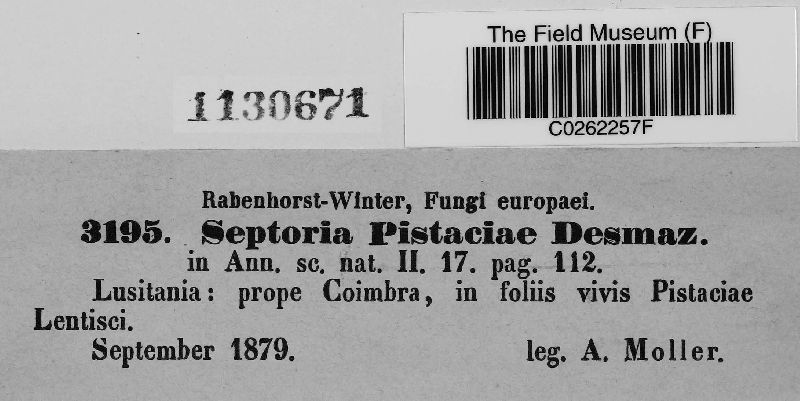 The Field Museum (F)
C0262257F
1130671
Rabenhorst-Winter, Fungi europaei.
3195. Septoria Pistaciae Desmaz.
in Ann. sc. nat. II. 17. pag. 112.
Lusitania: prope Coimbra, in foliis vivis Pistaciae
Lentisci.
September 1879. leg. A. Moller.